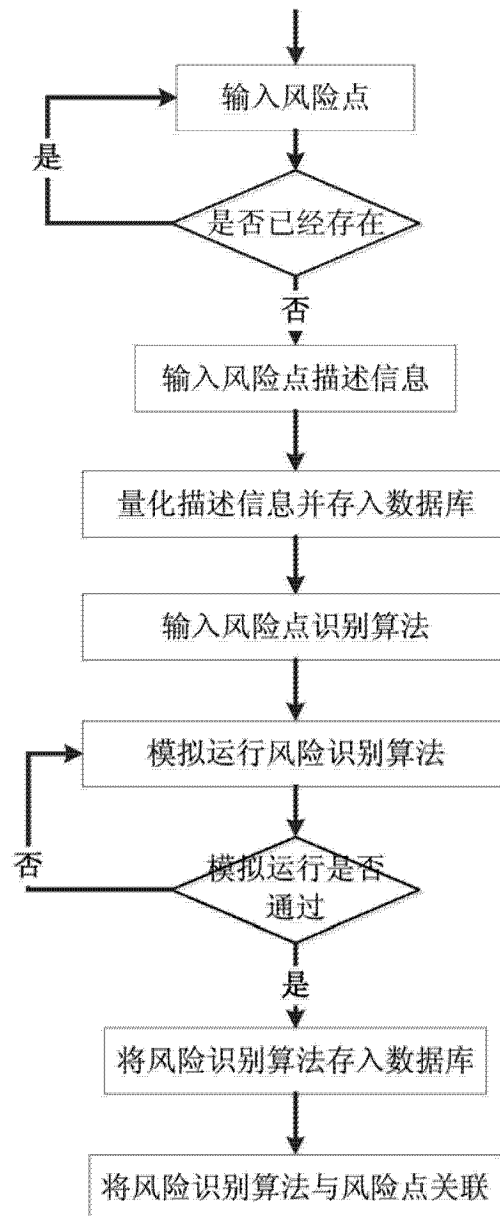 输入风险点
是
是否已经存在
否
输入风险点描述信息
量化描述信息并存入数据库
输入风险点识别算法
模拟运行风险识别算法
否
模拟运行是否
通过
是
将风险识别算法存入数据库
将风险识别算法与风险点关联